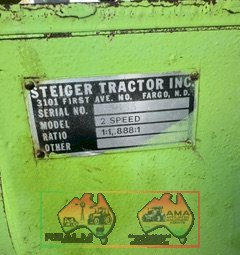 STEIGER TRACTOR INC.
3101 FIRST AVE. NO. FARGO, N.D.
SERIAL NO.
MODEL 2 SPEED
RATIO 1:1,.888:1
OTHER
AMA